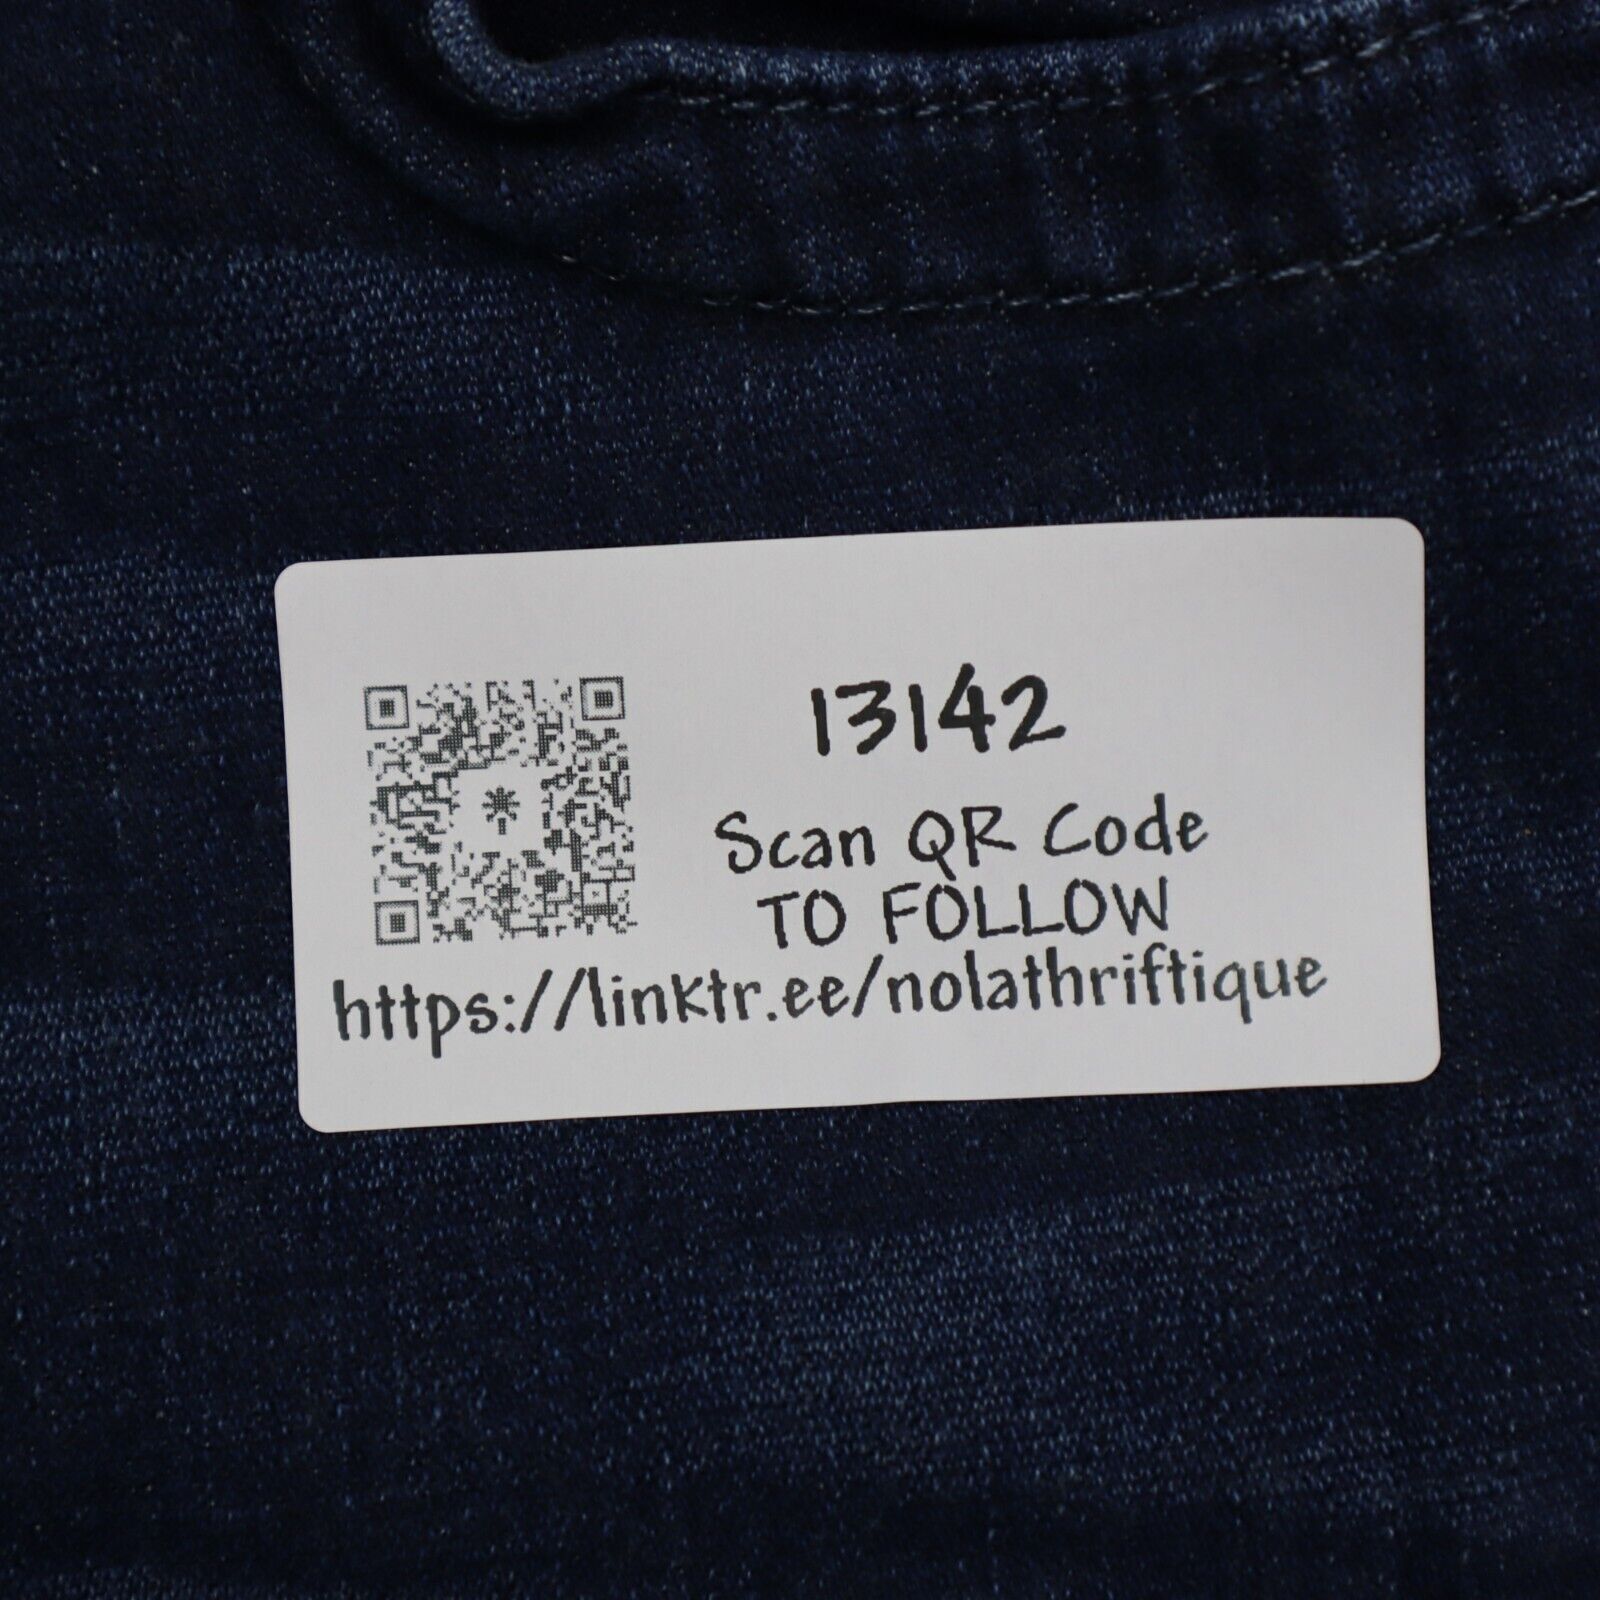 13142
Scan QR Code
TO FOLLOW
https://linktr.ee/nolathriftique